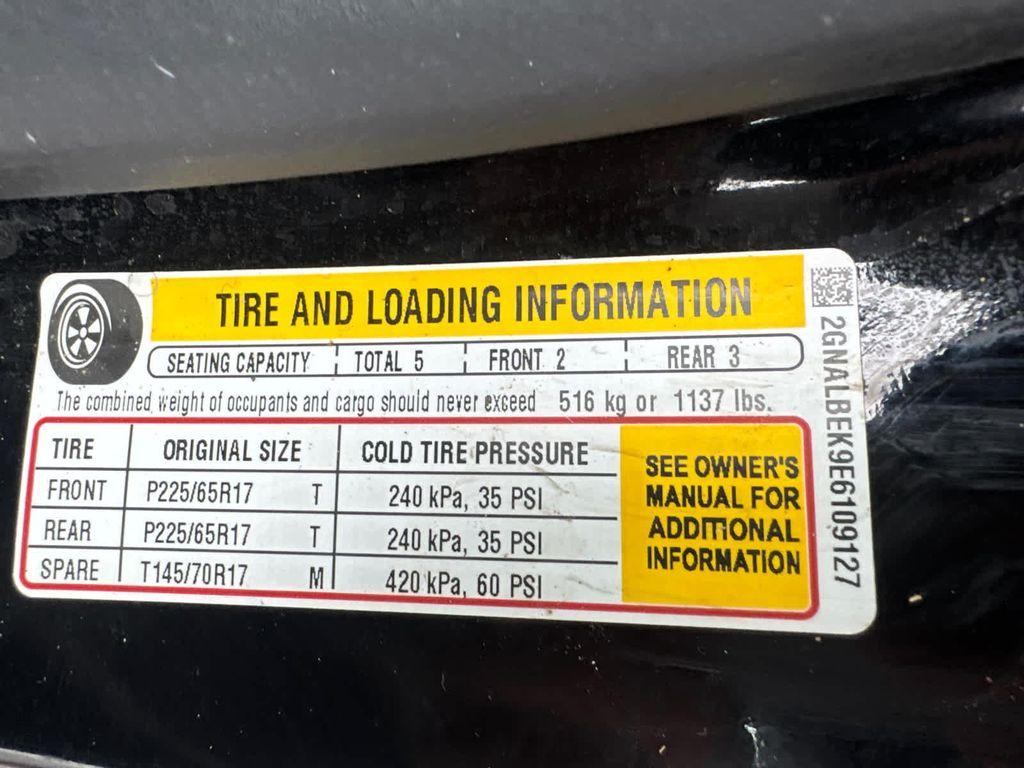 TIRE AND LOADING INFORMATION
SEATING CAPACITY TOTAL 5 FRONT 2 REAR 3
The combined weight of occupants and cargo should never exceed 516 kg or 1137 lbs.
TIRE ORIGINAL SIZE COLD TIRE PRESSURE
FRONT P225/65R17 T 240 kPa, 35 PSI
REAR P225/65R17 T 240 kPa, 35 PSI
SPARE T145/70R17 M 420 kPa, 60 PSI
SEE OWNER'S
MANUAL FOR
ADDITIONAL
INFORMATION
2GNALBEK9E6109127